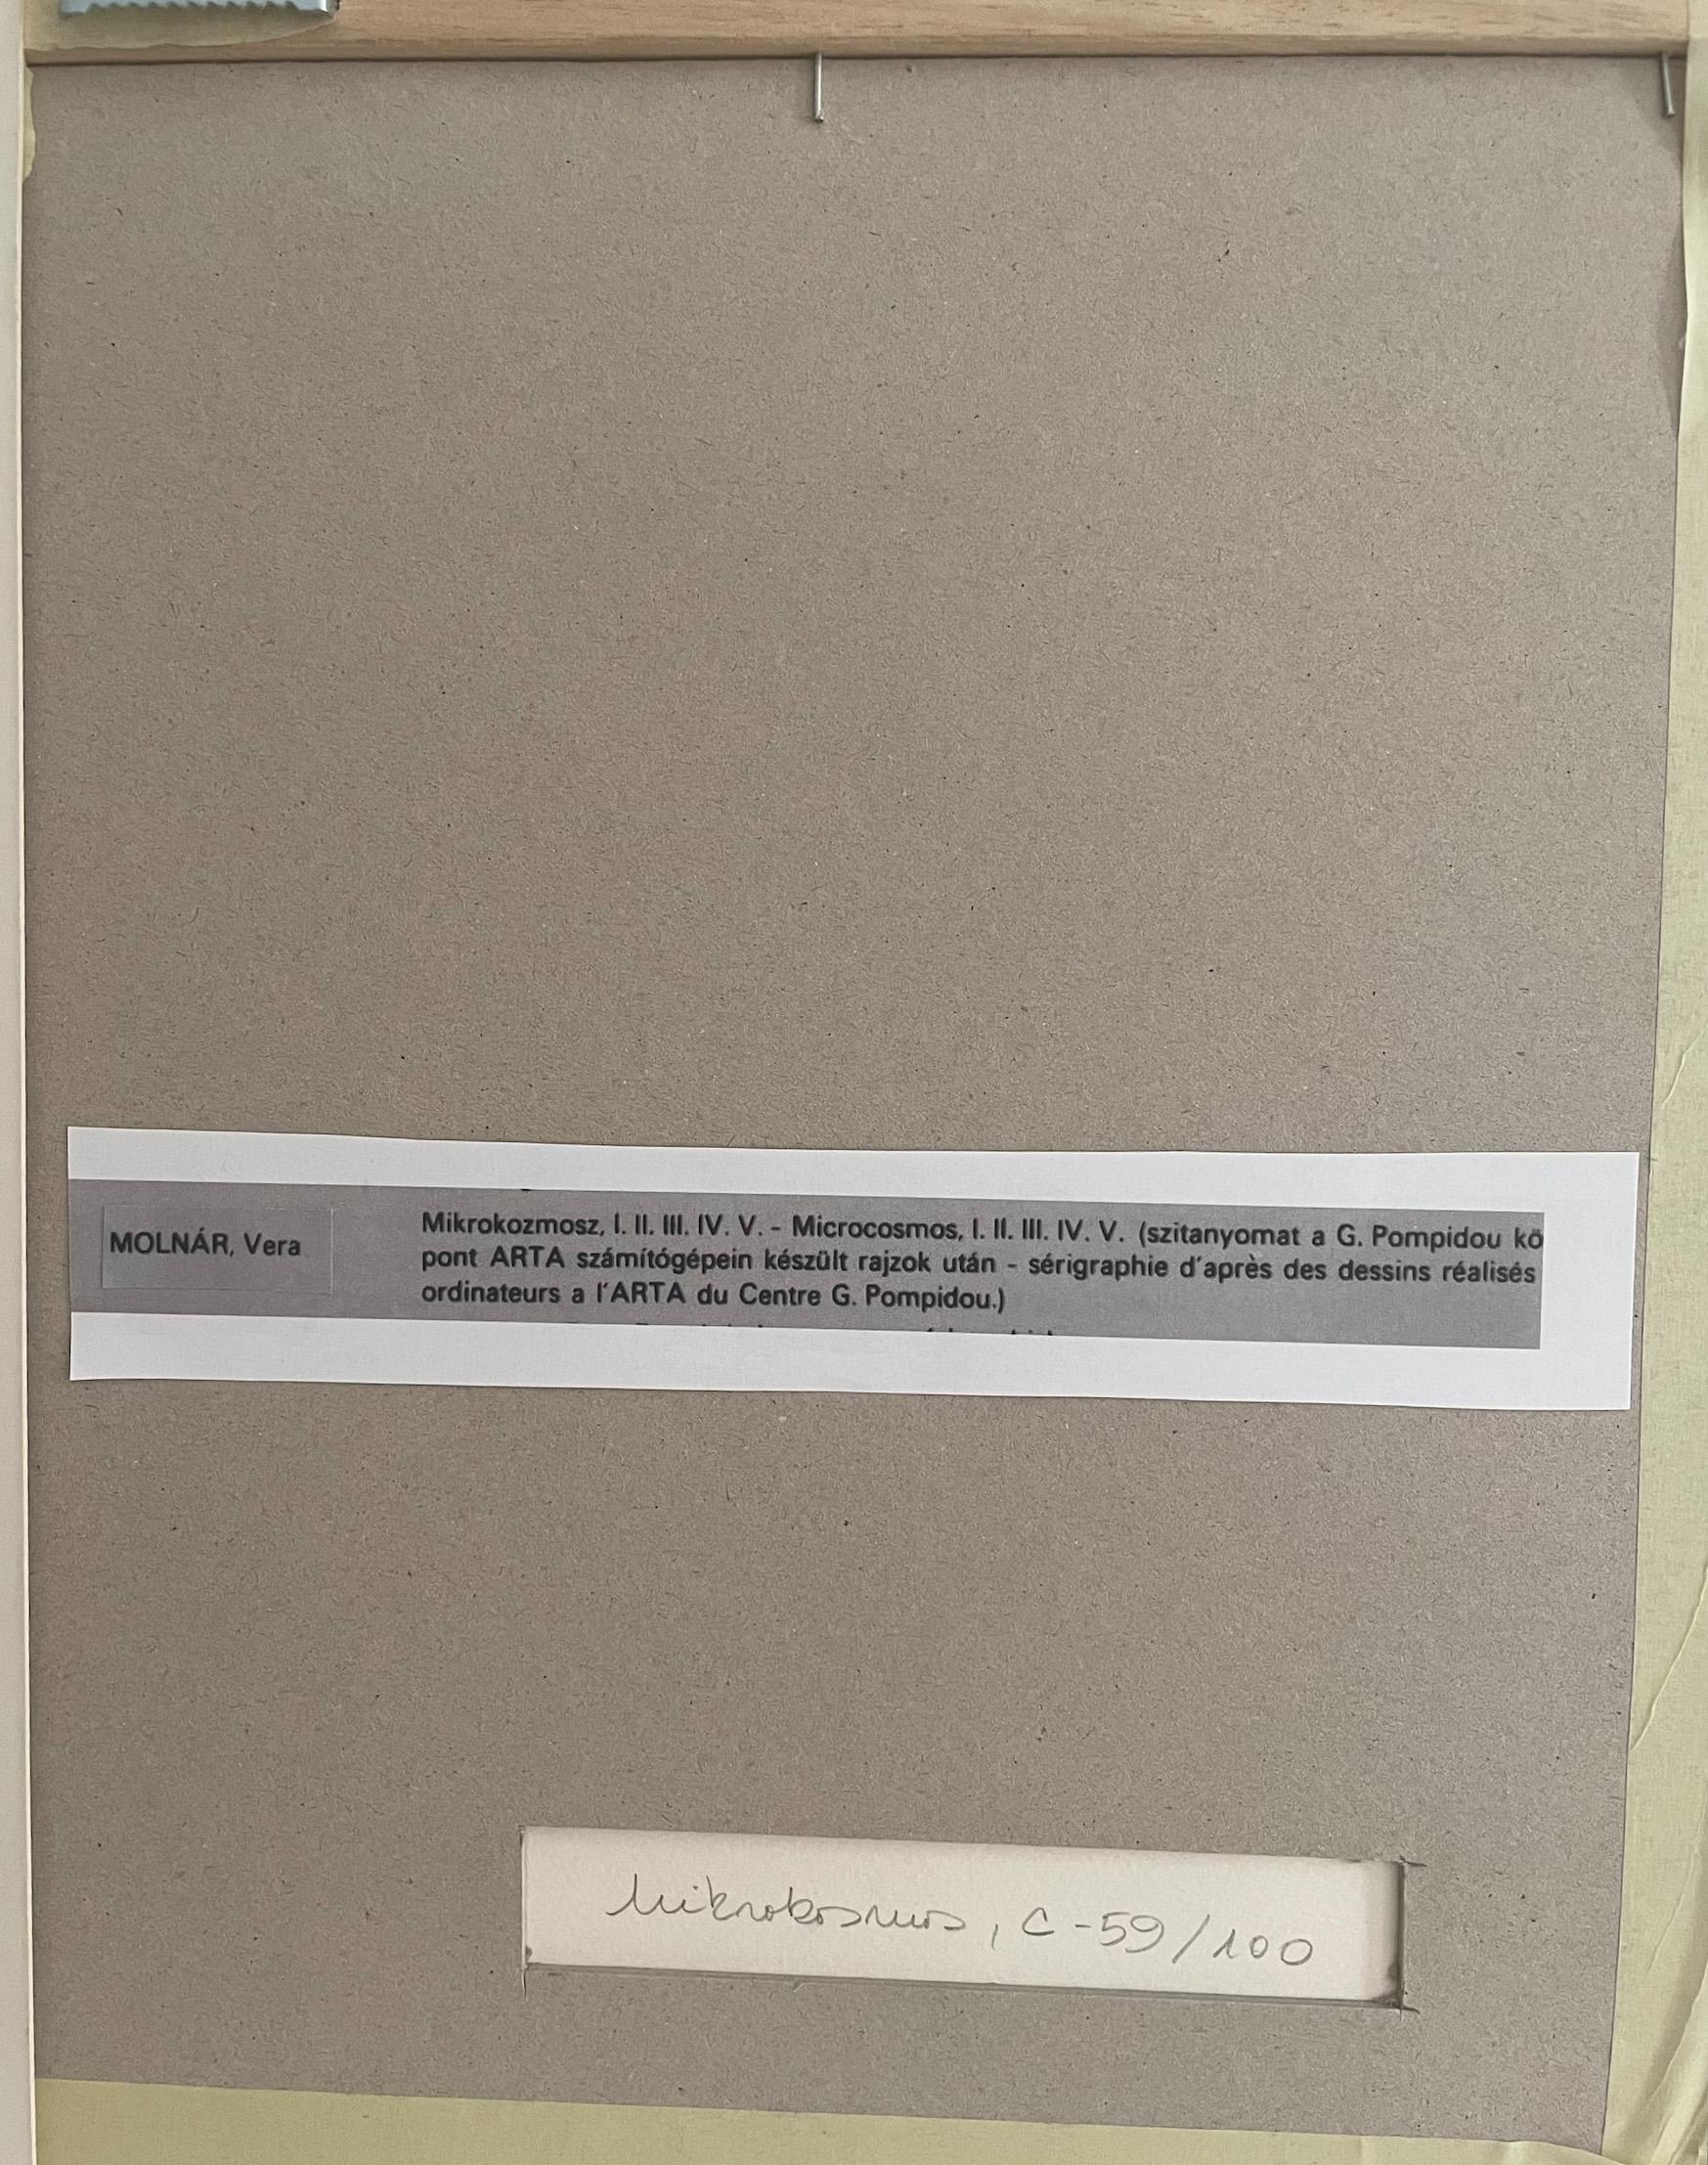 MOLNÁR, Vera
Mikrokozmosz, I. II. III. IV. V. - Microcosmos, I. II. III. IV. V. (szitanyomat a G. Pompidou kö
pont ARTA számítógépein készült rajzok után - sérigraphie d'après des dessins réalisés
ordinateurs a l'ARTA du Centre G. Pompidou.)
Mikrokosmos, C-59/100